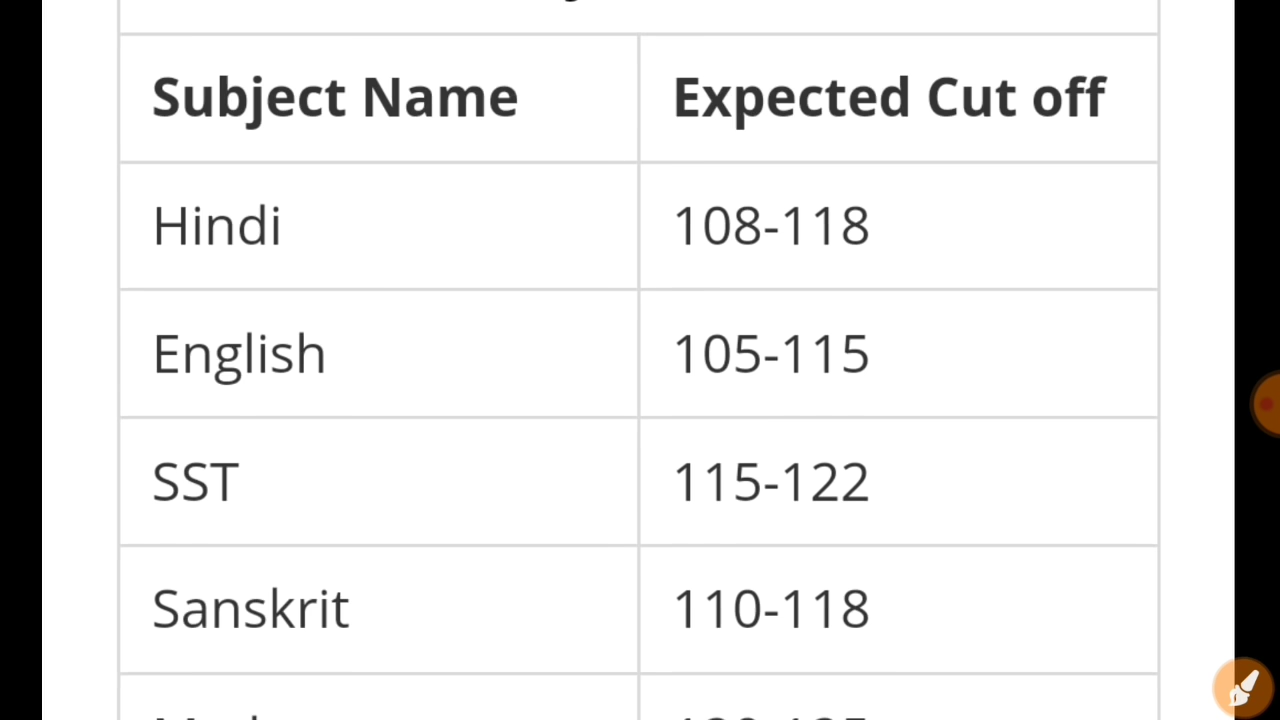 Subject Name Expected Cut off
Hindi 108-118
English 105-115
SST 115-122
Sanskrit 110-118